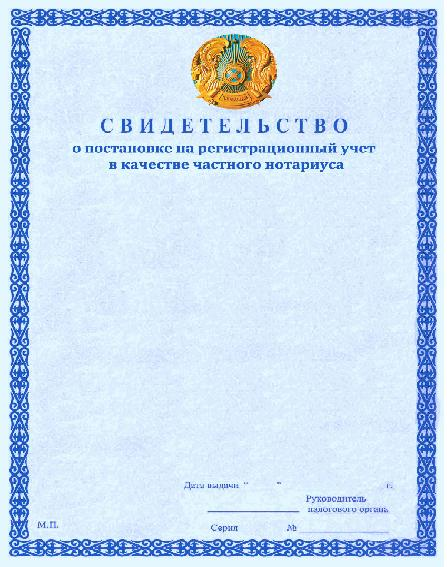 СВИДЕТЕЛЬСТВО
о постановке на регистрационный учет
в качестве частного нотариуса
Дата выдачи " " г.
Руководитель
налогового органа
М.П.
Серия №